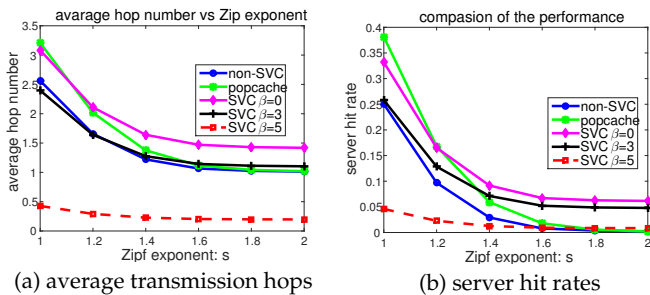 avarage hop number vs Zip exponent
average hop number
3.5
3
2.5
2
1.5
1
0.5
0
non-SVC
popcache
SVC β=0
SVC β=3
SVC β=5
1 1.2 1.4 1.6 1.8 2
Zipf exponent: s
(a) average transmission hops
compasion of the performance
server hit rate
0.4
0.35
0.3
0.25
0.2
0.15
0.1
0.05
0
non-SVC
popcache
SVC β=0
SVC β=3
SVC β=5
1 1.2 1.4 1.6 1.8 2
Zipf exponent: s
(b) server hit rates